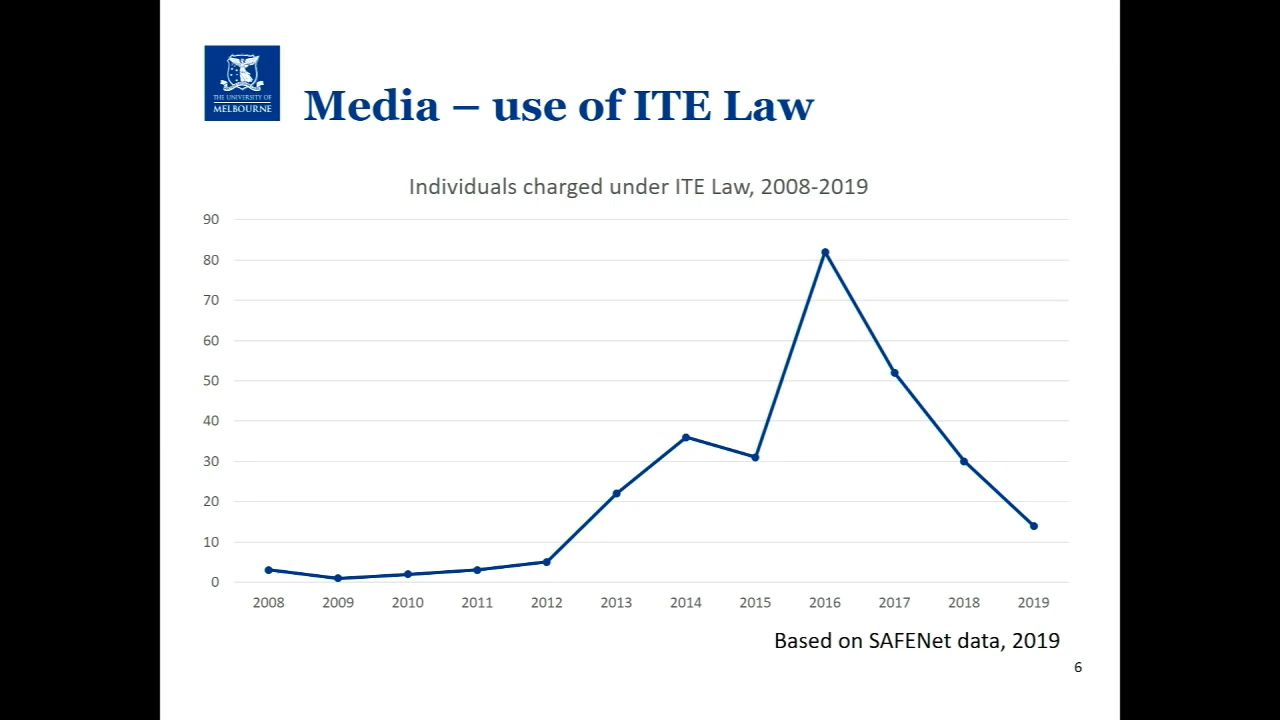 THE UNIVERSITY OF
MELBOURNE
Media – use of ITE Law
Individuals charged under ITE Law, 2008-2019
90
80
70
60
50
40
30
20
10
0
2008 2009 2010 2011 2012 2013 2014 2015 2016 2017 2018 2019
Based on SAFENet data, 2019
6